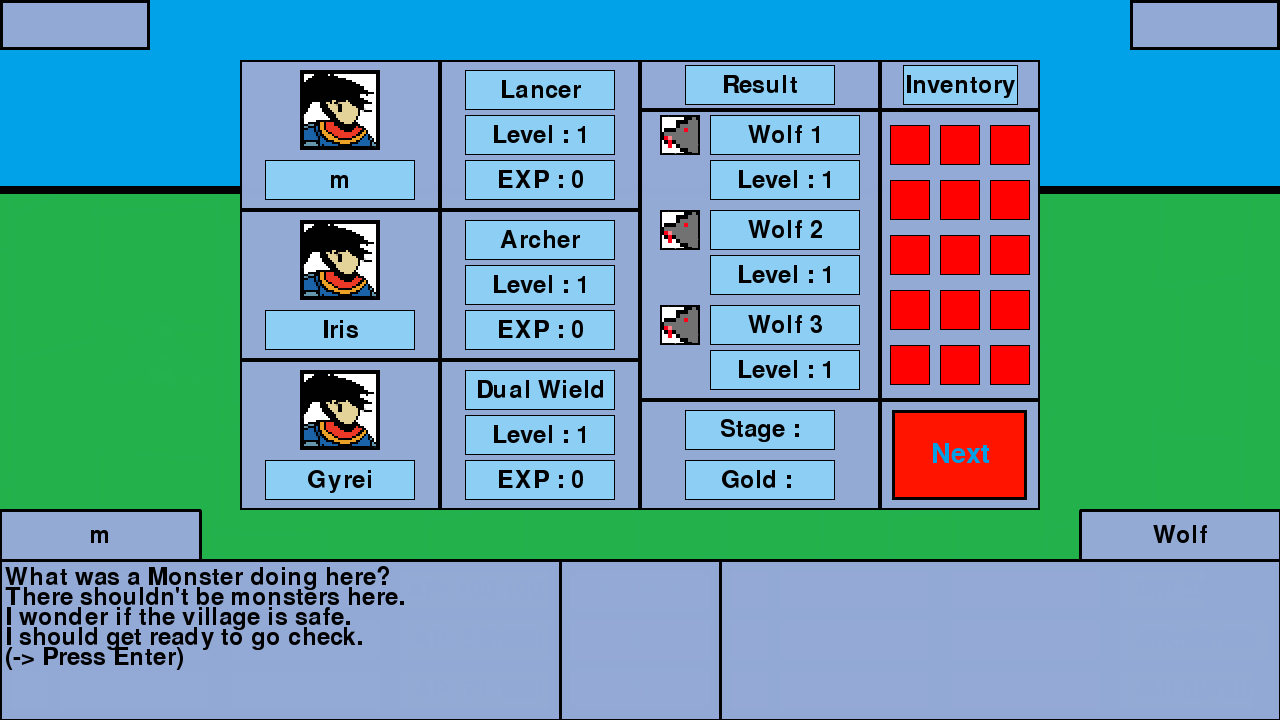 m
Lancer
Level : 1
EXP : 0
Iris
Archer
Level : 1
EXP : 0
Gyrei
Dual Wield
Level : 1
EXP : 0
Result
Wolf 1
Level : 1
Wolf 2
Level : 1
Wolf 3
Level : 1
Stage :
Gold :
Inventory
Next
m
Wolf
What was a Monster doing here?
There shouldn't be monsters here.
I wonder if the village is safe.
I should get ready to go check.
(-> Press Enter)